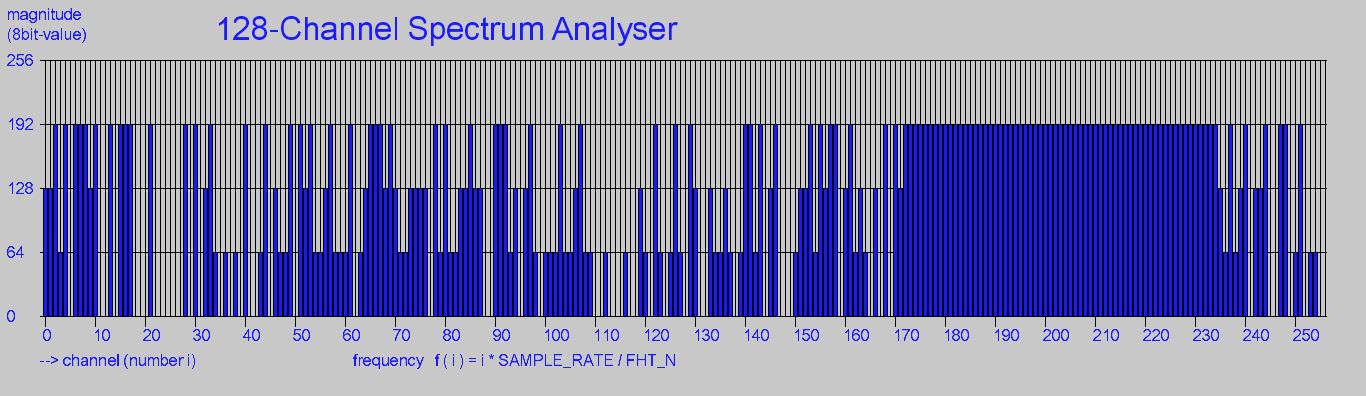 magnitude
(8bit-value)
128-Channel Spectrum Analyser
256
192
128
64
0
0 10 20 30 40 50 60 70 80 90 100 110 120 130 140 150 160 170 180 190 200 210 220 230 240 250
--> channel (number i) frequency f ( i ) = i * SAMPLE_RATE / FHT_N